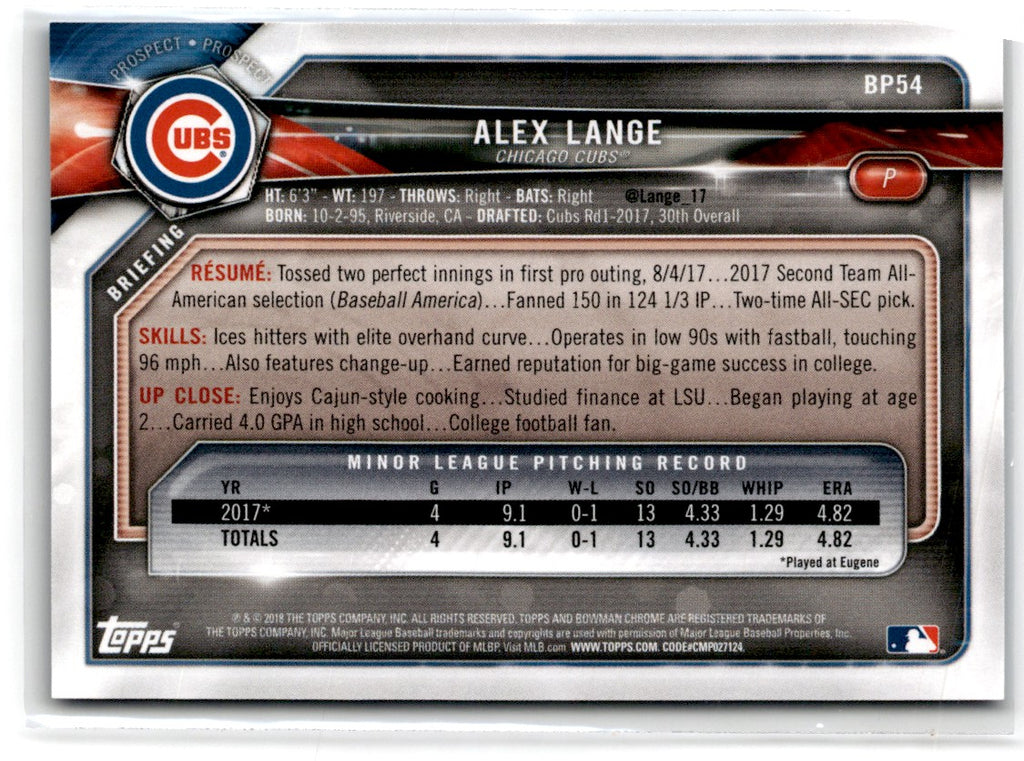 PROSPECT • PROSPECT
BP54
CUBS®
ALEX LANGE
CHICAGO CUBS™
P
HT: 6'3" - WT: 197 - THROWS: Right - BATS: Right @Lange_17
BORN: 10-2-95, Riverside, CA - DRAFTED: Cubs Rd1-2017, 30th Overall
BRIEFING
RÉSUMÉ: Tossed two perfect innings in first pro outing, 8/4/17...2017 Second Team All-
American selection (Baseball America)...Fanned 150 in 124 1/3 IP...Two-time All-SEC pick.
SKILLS: Ices hitters with elite overhand curve...Operates in low 90s with fastball, touching
96 mph...Also features change-up...Earned reputation for big-game success in college.
UP CLOSE: Enjoys Cajun-style cooking...Studied finance at LSU...Began playing at age
2...Carried 4.0 GPA in high school...College football fan.
MINOR LEAGUE PITCHING RECORD
YR G IP W-L SO SO/BB WHIP ERA
2017* 4 9.1 0-1 13 4.33 1.29 4.82
TOTALS 4 9.1 0-1 13 4.33 1.29 4.82
*Played at Eugene
topps®
℗ & © 2018 THE TOPPS COMPANY, INC. ALL RIGHTS RESERVED. TOPPS AND BOWMAN CHROME ARE REGISTERED TRADEMARKS OF
THE TOPPS COMPANY, INC. Major League Baseball trademarks and copyrights are used with permission of Major League Baseball Properties, Inc.
OFFICIALLY LICENSED PRODUCT OF MLBP. Visit MLB.com WWW.TOPPS.COM. CODE#CMP027124